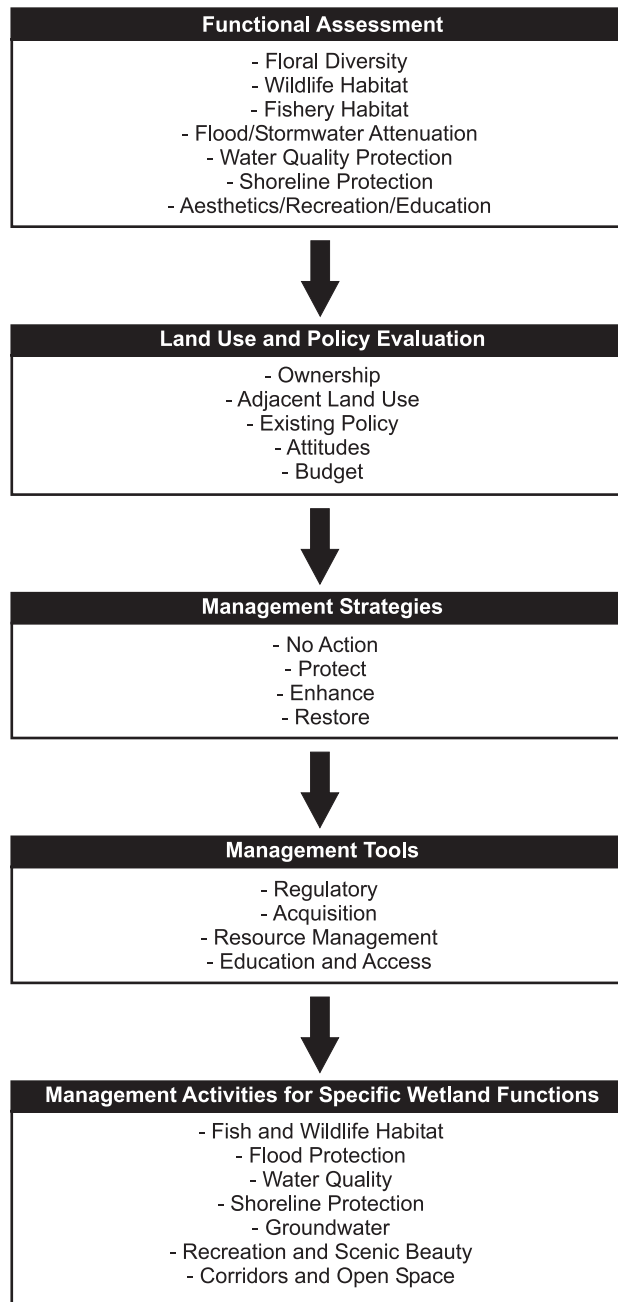 Functional Assessment
- Floral Diversity
- Wildlife Habitat
- Fishery Habitat
- Flood/Stormwater Attenuation
- Water Quality Protection
- Shoreline Protection
- Aesthetics/Recreation/Education
Land Use and Policy Evaluation
- Ownership
- Adjacent Land Use
- Existing Policy
- Attitudes
- Budget
Management Strategies
- No Action
- Protect
- Enhance
- Restore
Management Tools
- Regulatory
- Acquisition
- Resource Management
- Education and Access
Management Activities for Specific Wetland Functions
- Fish and Wildlife Habitat
- Flood Protection
- Water Quality
- Shoreline Protection
- Groundwater
- Recreation and Scenic Beauty
- Corridors and Open Space